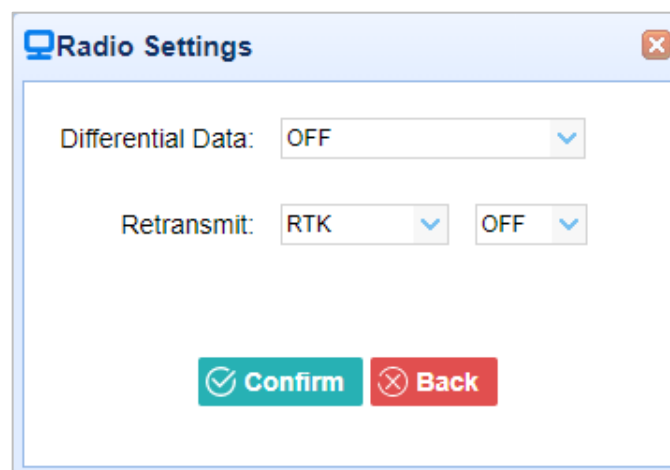 Radio Settings
Differential Data: OFF
Retransmit: RTK OFF
Confirm Back